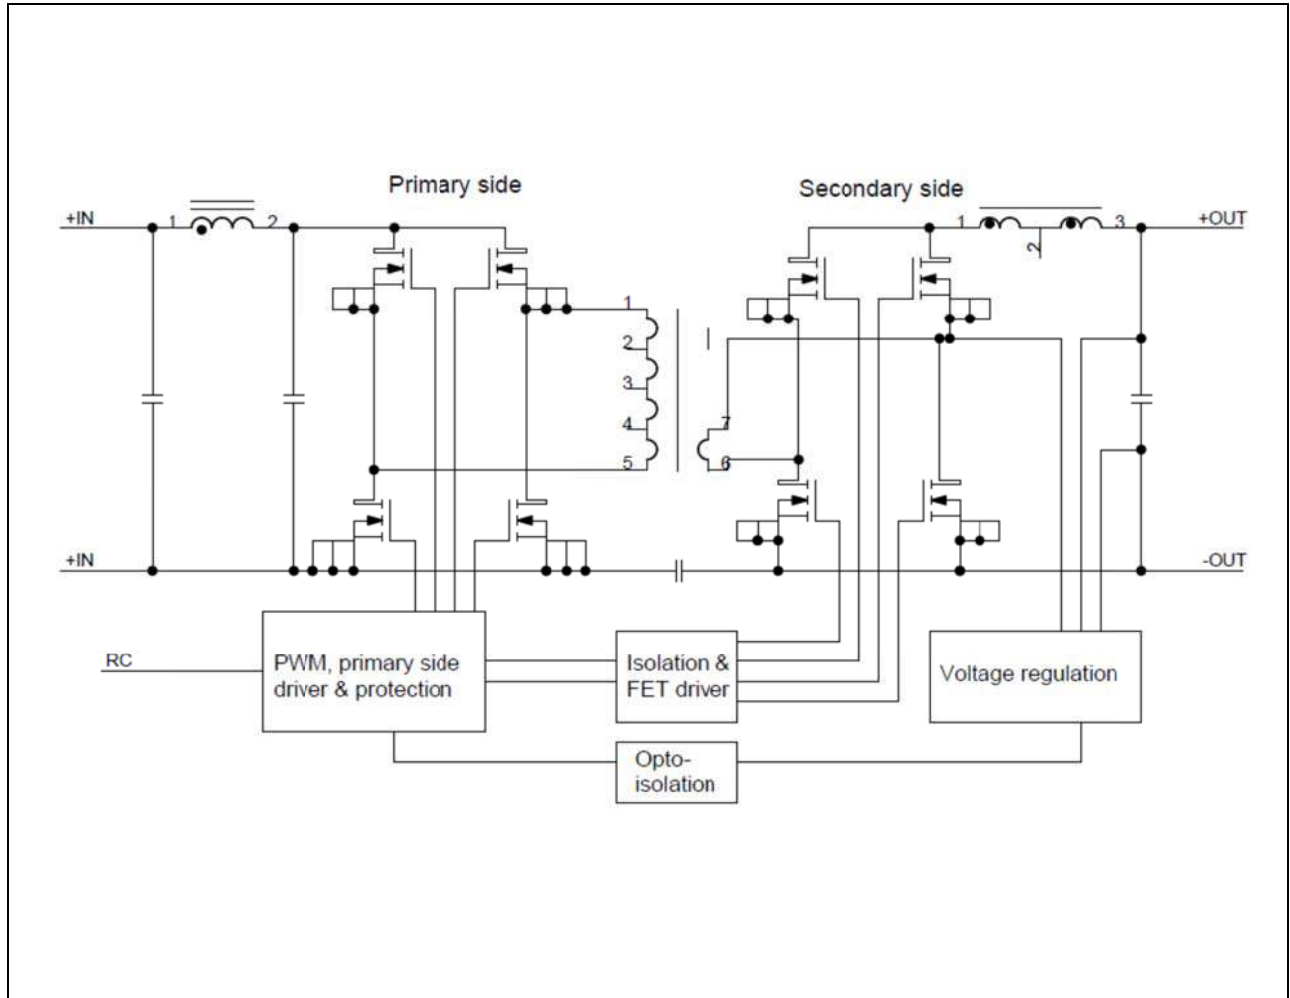 Primary side
Secondary side
+IN
1
2
1
2
3
+OUT
1
2
3
4
5
7
6
+IN
-OUT
RC
PWM, primary side
driver & protection
Isolation &
FET driver
Voltage regulation
Opto-
isolation